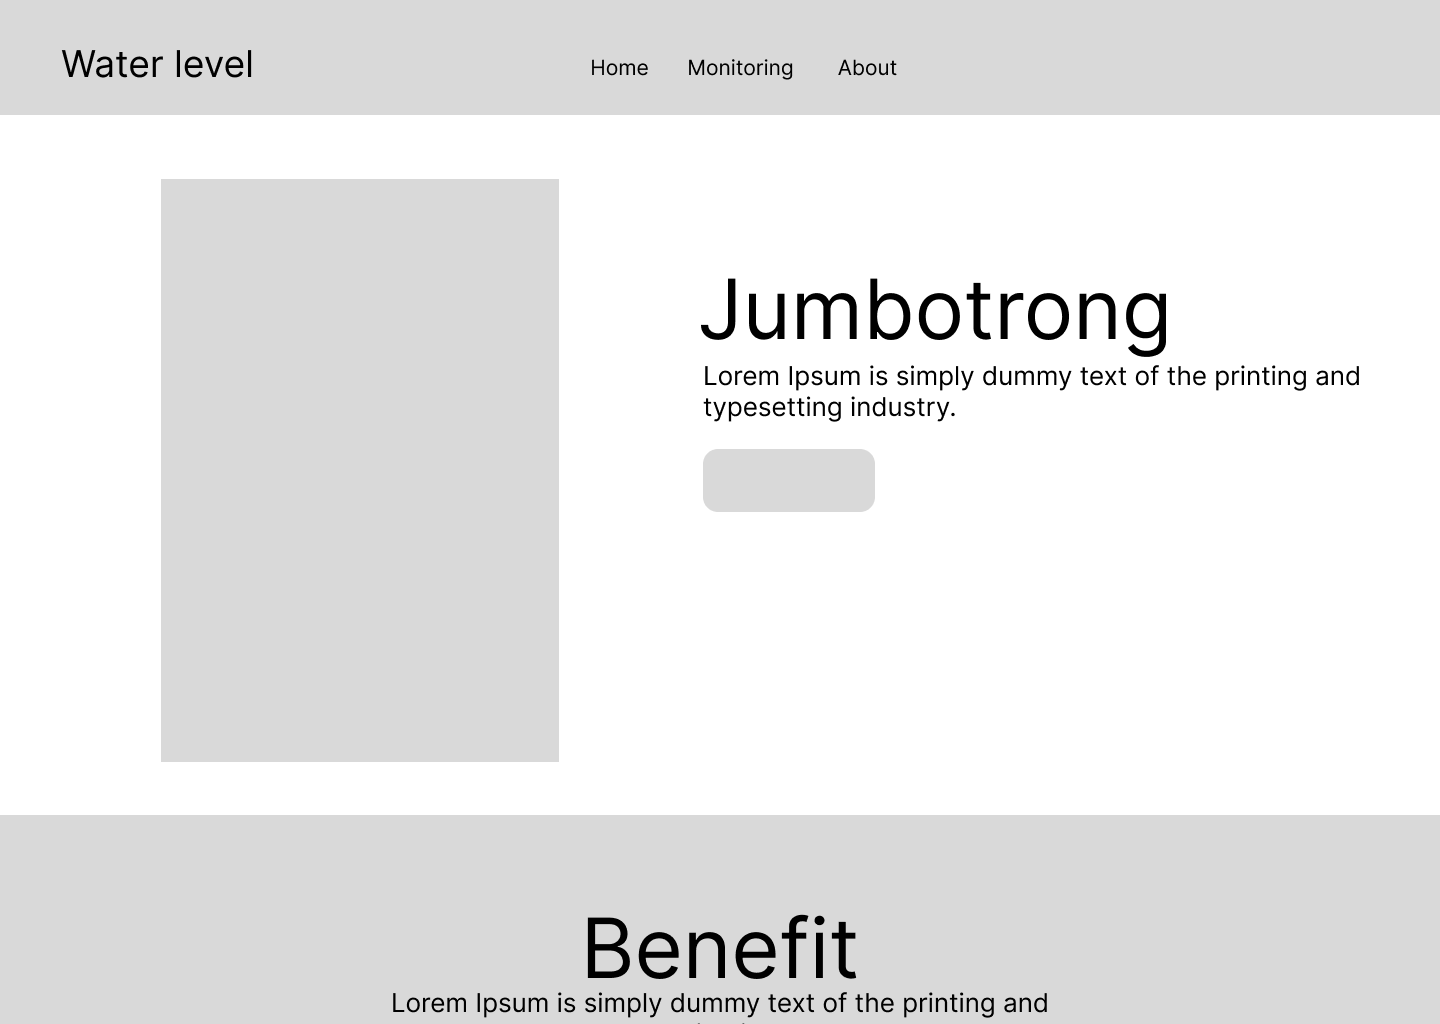 Water level
Home Monitoring About
Jumbotrong
Lorem Ipsum is simply dummy text of the printing and
typesetting industry.
Benefit
Lorem Ipsum is simply dummy text of the printing and